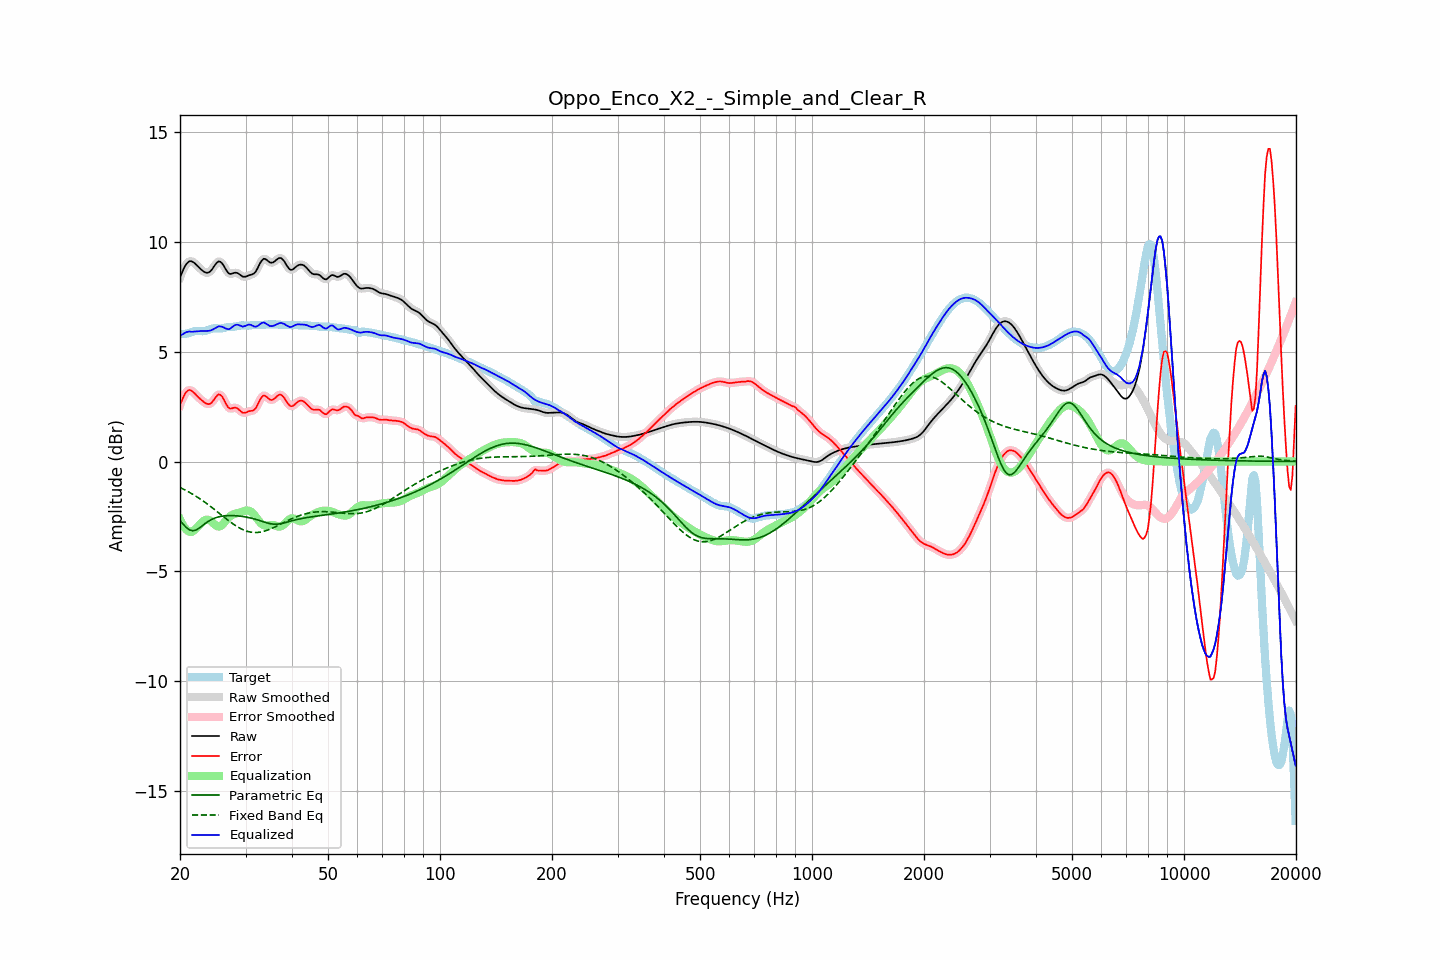 Oppo_Enco_X2_-_Simple_and_Clear_R
Amplitude (dBr)
15
10
5
0
−5
−10
−15
Target
Raw Smoothed
Error Smoothed
Raw
Error
Equalization
Parametric Eq
Fixed Band Eq
Equalized
20 50 100 200 500 1000 2000 5000 10000 20000
Frequency (Hz)